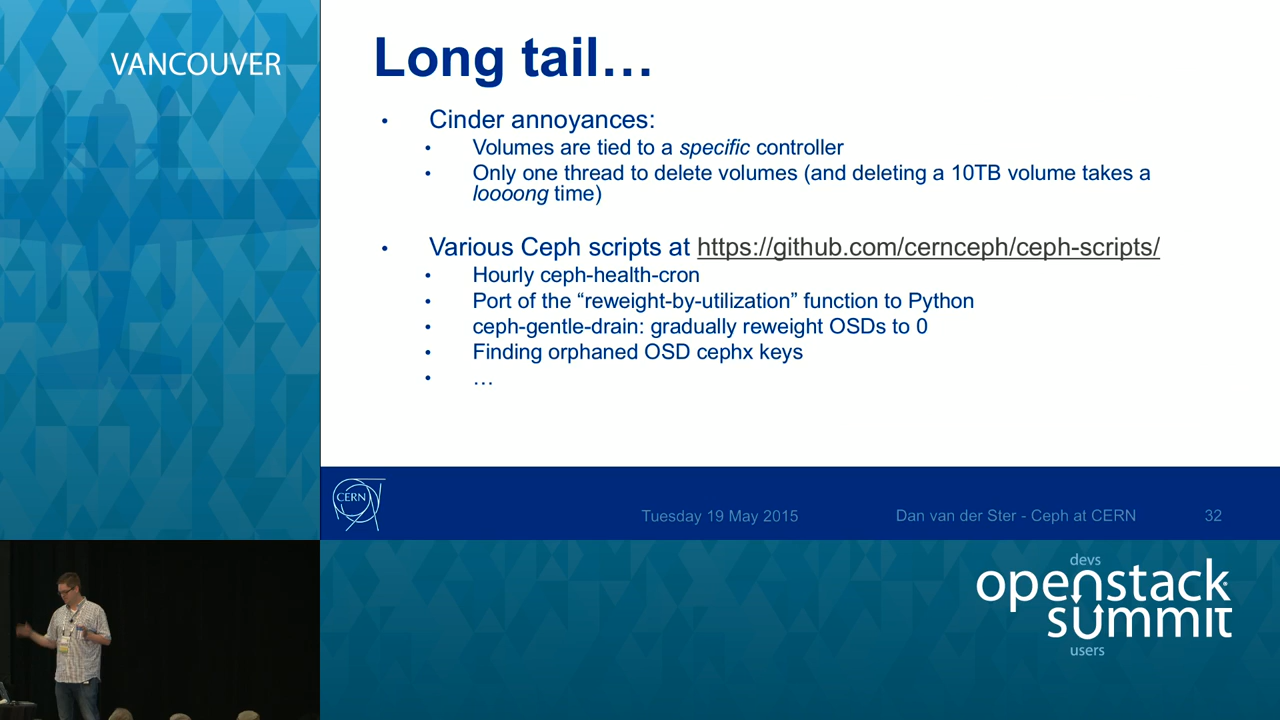 VANCOUVER
Long tail…
• Cinder annoyances:
• Volumes are tied to a specific controller
• Only one thread to delete volumes (and deleting a 10TB volume takes a
loooong time)
• Various Ceph scripts at https://github.com/cernceph/ceph-scripts/
• Hourly ceph-health-cron
• Port of the “reweight-by-utilization” function to Python
• ceph-gentle-drain: gradually reweight OSDs to 0
• Finding orphaned OSD cephx keys
• …
CERN
Tuesday 19 May 2015
Dan van der Ster - Ceph at CERN
32
devs
openstack
summit
users